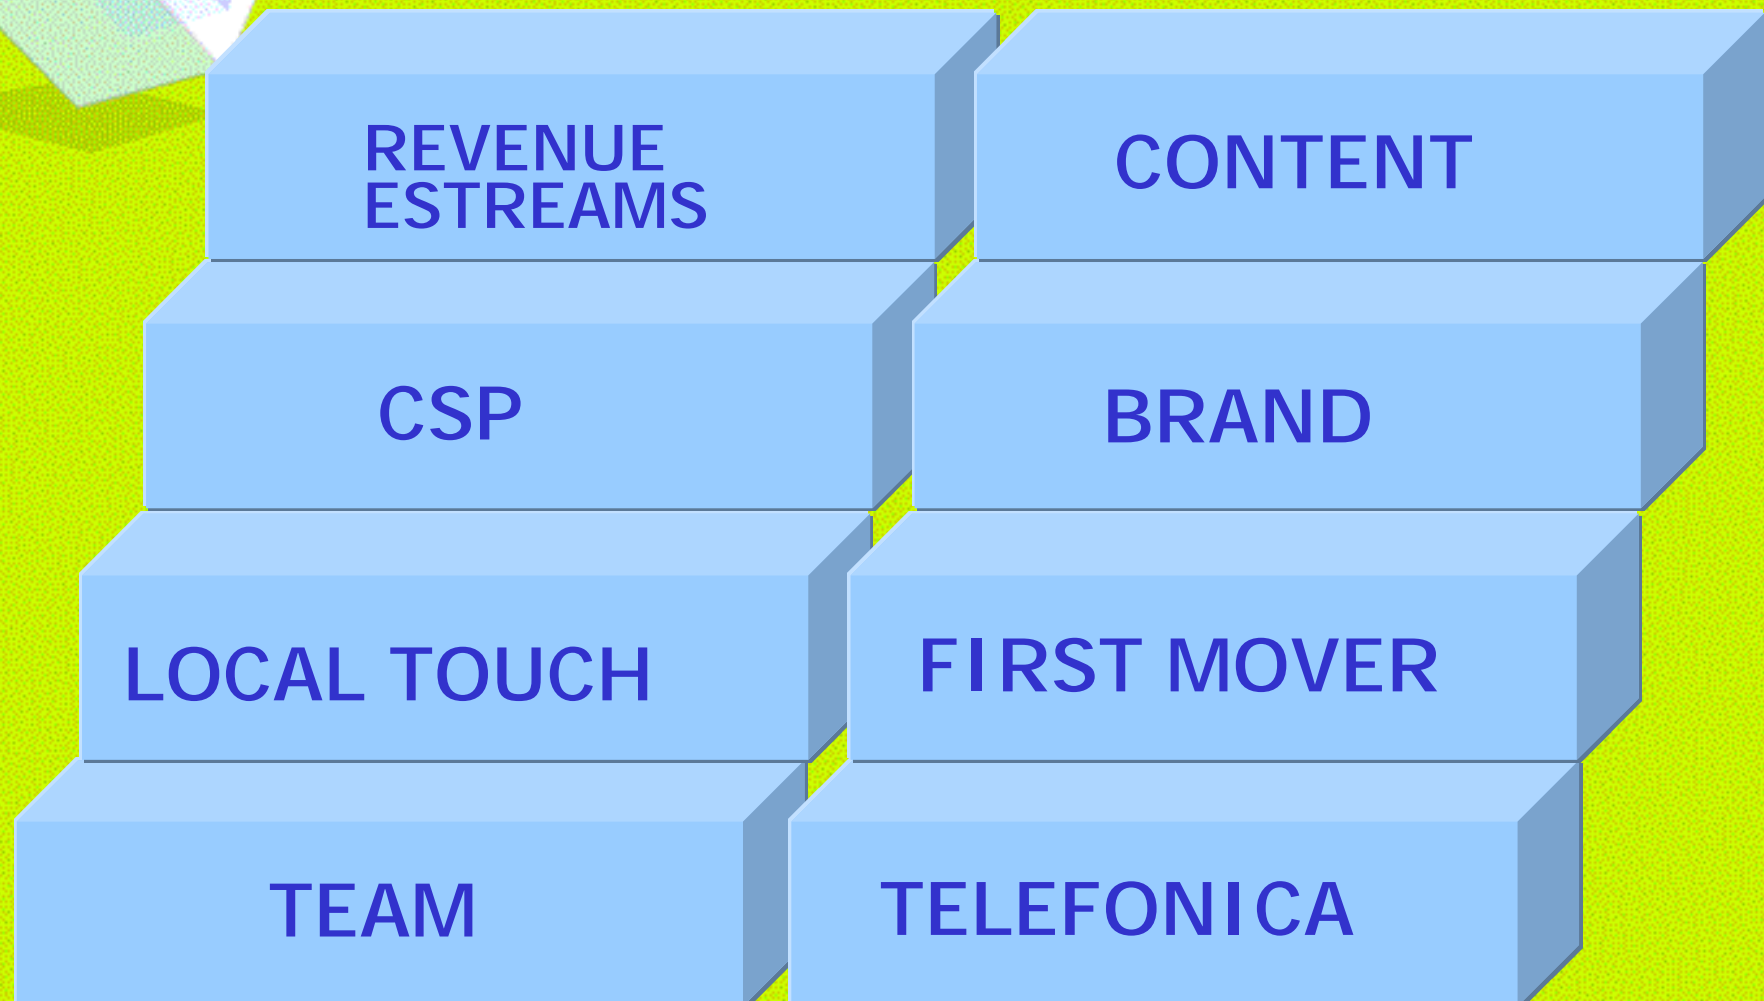 REVENUE
ESTREAMS
CONTENT
CSP
BRAND
LOCAL TOUCH
FIRST MOVER
TEAM
TELEFONICA